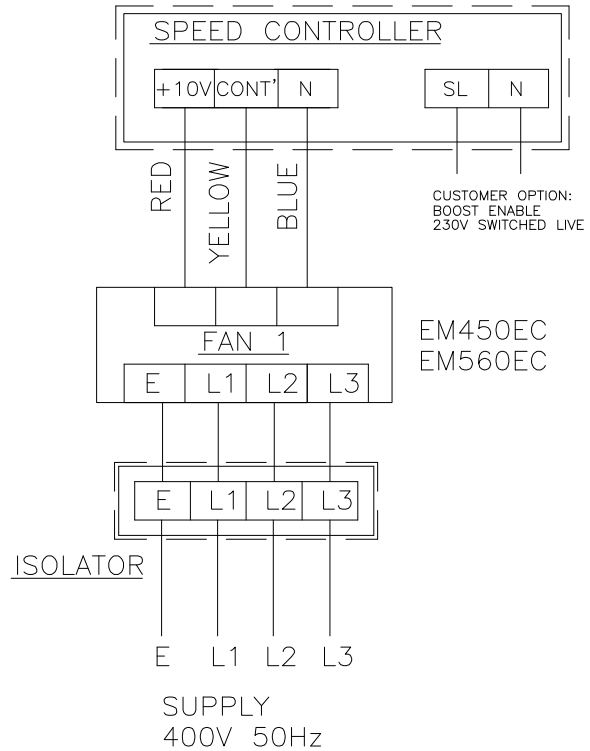 SPEED CONTROLLER
+10V CONT' N SL N
RED YELLOW BLUE
CUSTOMER OPTION:
BOOST ENABLE
230V SWITCHED LIVE
FAN 1
EM450EC
EM560EC
E L1 L2 L3
E L1 L2 L3
ISOLATOR
E L1 L2 L3
SUPPLY
400V 50Hz